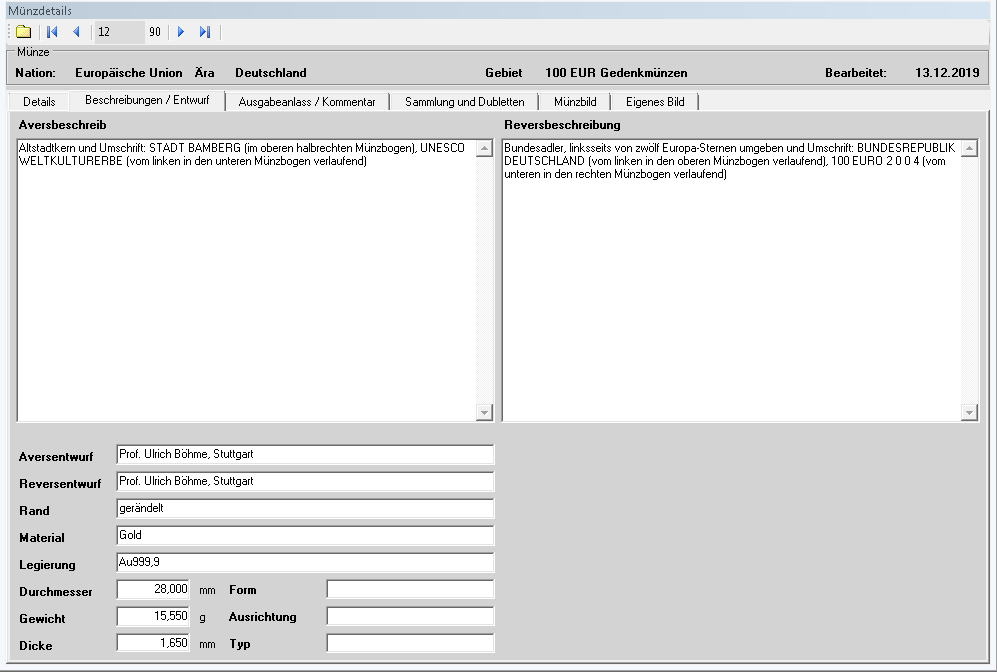 Münzdetails
12 90
Münze
Nation: Europäische Union Ära Deutschland Gebiet 100 EUR Gedenkmünzen Bearbeitet: 13.12.2019
Details Beschreibungen / Entwurf Ausgabeanlass / Kommentar Sammlung und Dubletten Münzbild Eigenes Bild
Aversbeschreib
Altstadtkern und Umschrift: STADT BAMBERG (im oberen halbrechten Münzbogen), UNESCO
WELTKULTURERBE (vom linken in den unteren Münzbogen verlaufend)
Reversbeschreibung
Bundesadler, linksseits von zwölf Europa-Sternen umgeben und Umschrift: BUNDESREPUBLIK
DEUTSCHLAND (vom linken in den oberen Münzbogen verlaufend), 100 EURO 2 0 0 4 (vom
unteren in den rechten Münzbogen verlaufend)
Aversentwurf Prof. Ulrich Böhme, Stuttgart
Reversentwurf Prof. Ulrich Böhme, Stuttgart
Rand gerändelt
Material Gold
Legierung Au999,9
Durchmesser 28,000 mm Form
Gewicht 15,550 g Ausrichtung
Dicke 1,650 mm Typ